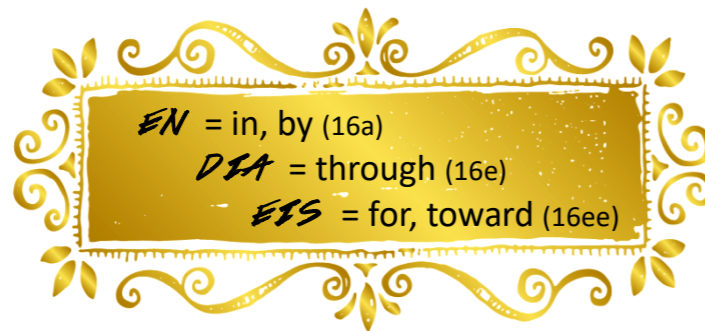 EN = in, by (16a)
DIA = through (16e)
EIS = for, toward (16ee)